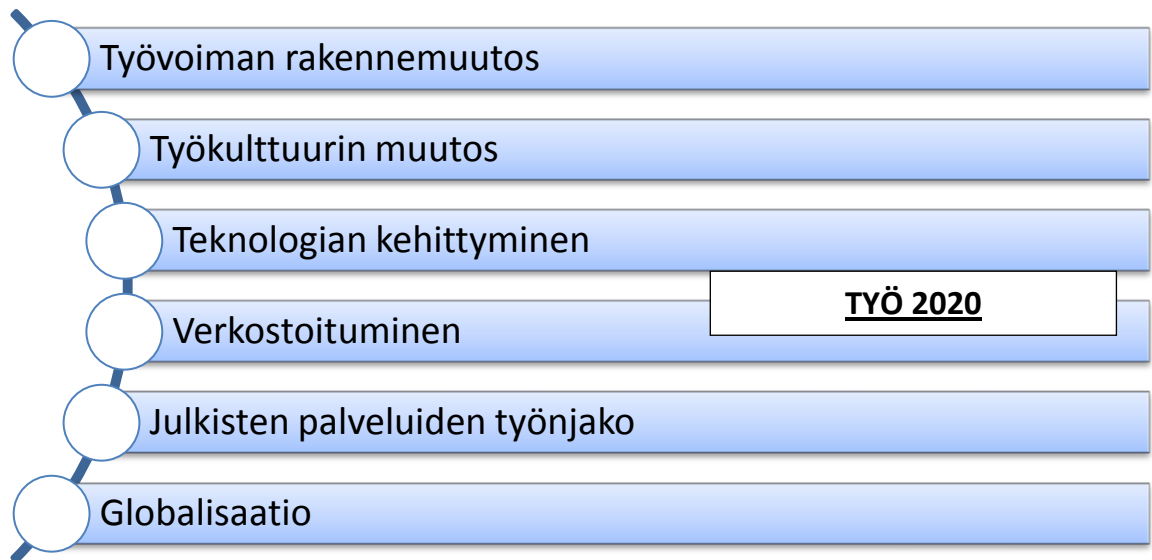 Työvoiman rakennemuutos
Työkulttuurin muutos
Teknologian kehittyminen
TYÖ 2020
Verkostoituminen
Julkisten palveluiden työnjako
Globalisaatio